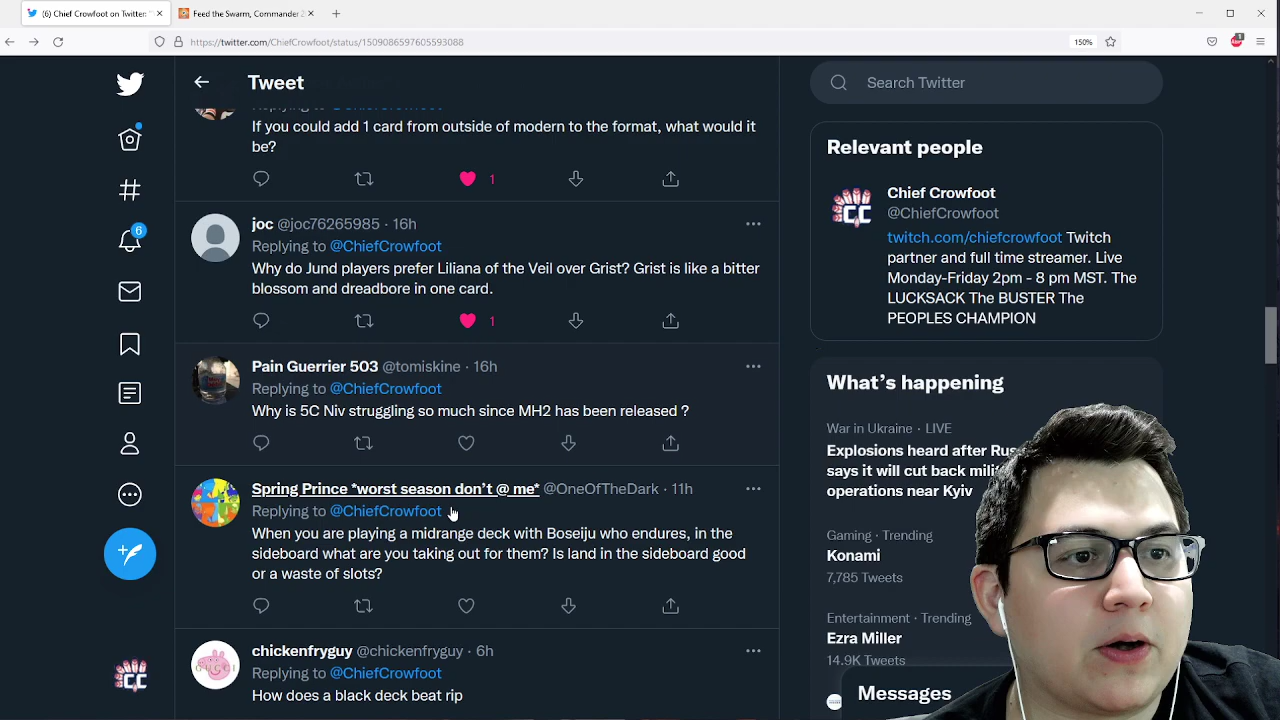 (6) Chief Crowfoot on Twitter: "
Feed the Swarm, Commander 2
https://twitter.com/ChiefCrowfoot/status/1509086597605593088
150%
Tweet
Search Twitter
Replying to @ChiefCrowfoot
If you could add 1 card from outside of modern to the format, what would it
be?
1
joc @joc76265985 · 16h
Replying to @ChiefCrowfoot
Why do Jund players prefer Liliana of the Veil over Grist? Grist is like a bitter
blossom and dreadbore in one card.
1
Pain Guerrier 503 @tomiskine · 16h
Replying to @ChiefCrowfoot
Why is 5C Niv struggling so much since MH2 has been released ?
Spring Prince *worst season don't @ me* @OneOfTheDark · 11h
Replying to @ChiefCrowfoot
When you are playing a midrange deck with Boseiju who endures, in the
sideboard what are you taking out for them? Is land in the sideboard good
or a waste of slots?
chickenfryguy @chickenfryguy · 6h
Replying to @ChiefCrowfoot
How does a black deck beat rip
6
CC
GUCCI
Relevant people
CC
Chief Crowfoot
@ChiefCrowfoot
twitch.com/chiefcrowfoot Twitch
partner and full time streamer. Live
Monday-Friday 2pm - 8 pm MST. The
LUCKSACK The BUSTER The
PEOPLES CHAMPION
What's happening
War in Ukraine · LIVE
Explosions heard after Rus
says it will cut back mili
operations near Kyiv
Gaming · Trending
Konami
7,785 Tweets
Entertainment · Trending
Ezra Miller
14.9K Tweets
Messages